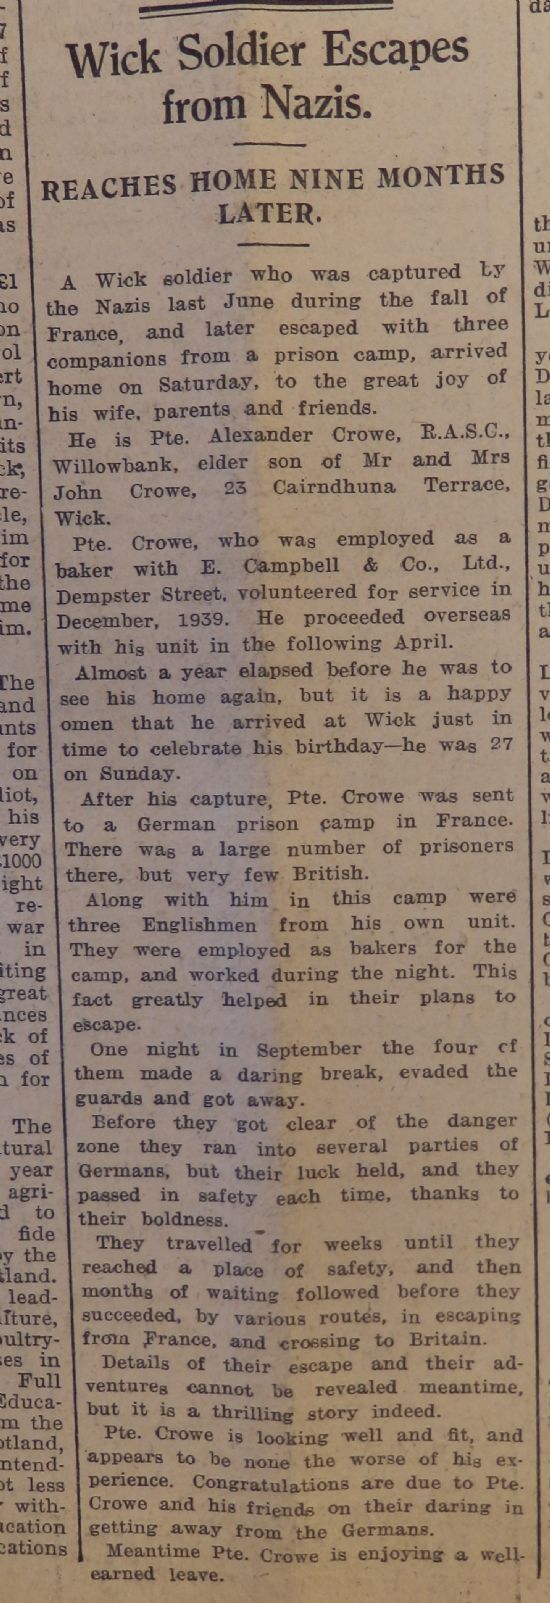 Wick Soldier Escapes
from Nazis.
REACHES HOME NINE MONTHS
LATER.
A Wick soldier who was captured by
the Nazis last June during the fall of
France, and later escaped with three
companions from a prison camp, arrived
home on Saturday, to the great joy of
his wife, parents and friends.
He is Pte. Alexander Crowe, R.A.S.C.,
Willowbank, elder son of Mr and Mrs
John Crowe, 23 Cairndhuna Terrace,
Wick.
Pte. Crowe, who was employed as a
baker with E. Campbell & Co., Ltd.,
Dempster Street, volunteered for service in
December, 1939. He proceeded overseas
with his unit in the following April.
Almost a year elapsed before he was to
see his home again, but it is a happy
omen that he arrived at Wick just in
time to celebrate his birthday—he was 27
on Sunday.
After his capture, Pte. Crowe was sent
to a German prison camp in France.
There was a large number of prisoners
there, but very few British.
Along with him in this camp were
three Englishmen from his own unit.
They were employed as bakers for the
camp, and worked during the night. This
fact greatly helped in their plans to
escape.
One night in September the four of
them made a daring break, evaded the
guards and got away.
Before they got clear of the danger
zone they ran into several parties of
Germans, but their luck held, and they
passed in safety each time, thanks to
their boldness.
They travelled for weeks until they
reached a place of safety, and then
months of waiting followed before they
succeeded, by various routes, in escaping
from France, and crossing to Britain.
Details of their escape and their ad-
ventures cannot be revealed meantime,
but it is a thrilling story indeed.
Pte. Crowe is looking well and fit, and
appears to be none the worse of his ex-
perience. Congratulations are due to Pte.
Crowe and his friends on their daring in
getting away from the Germans.
Meantime Pte. Crowe is enjoying a well-
earned leave.